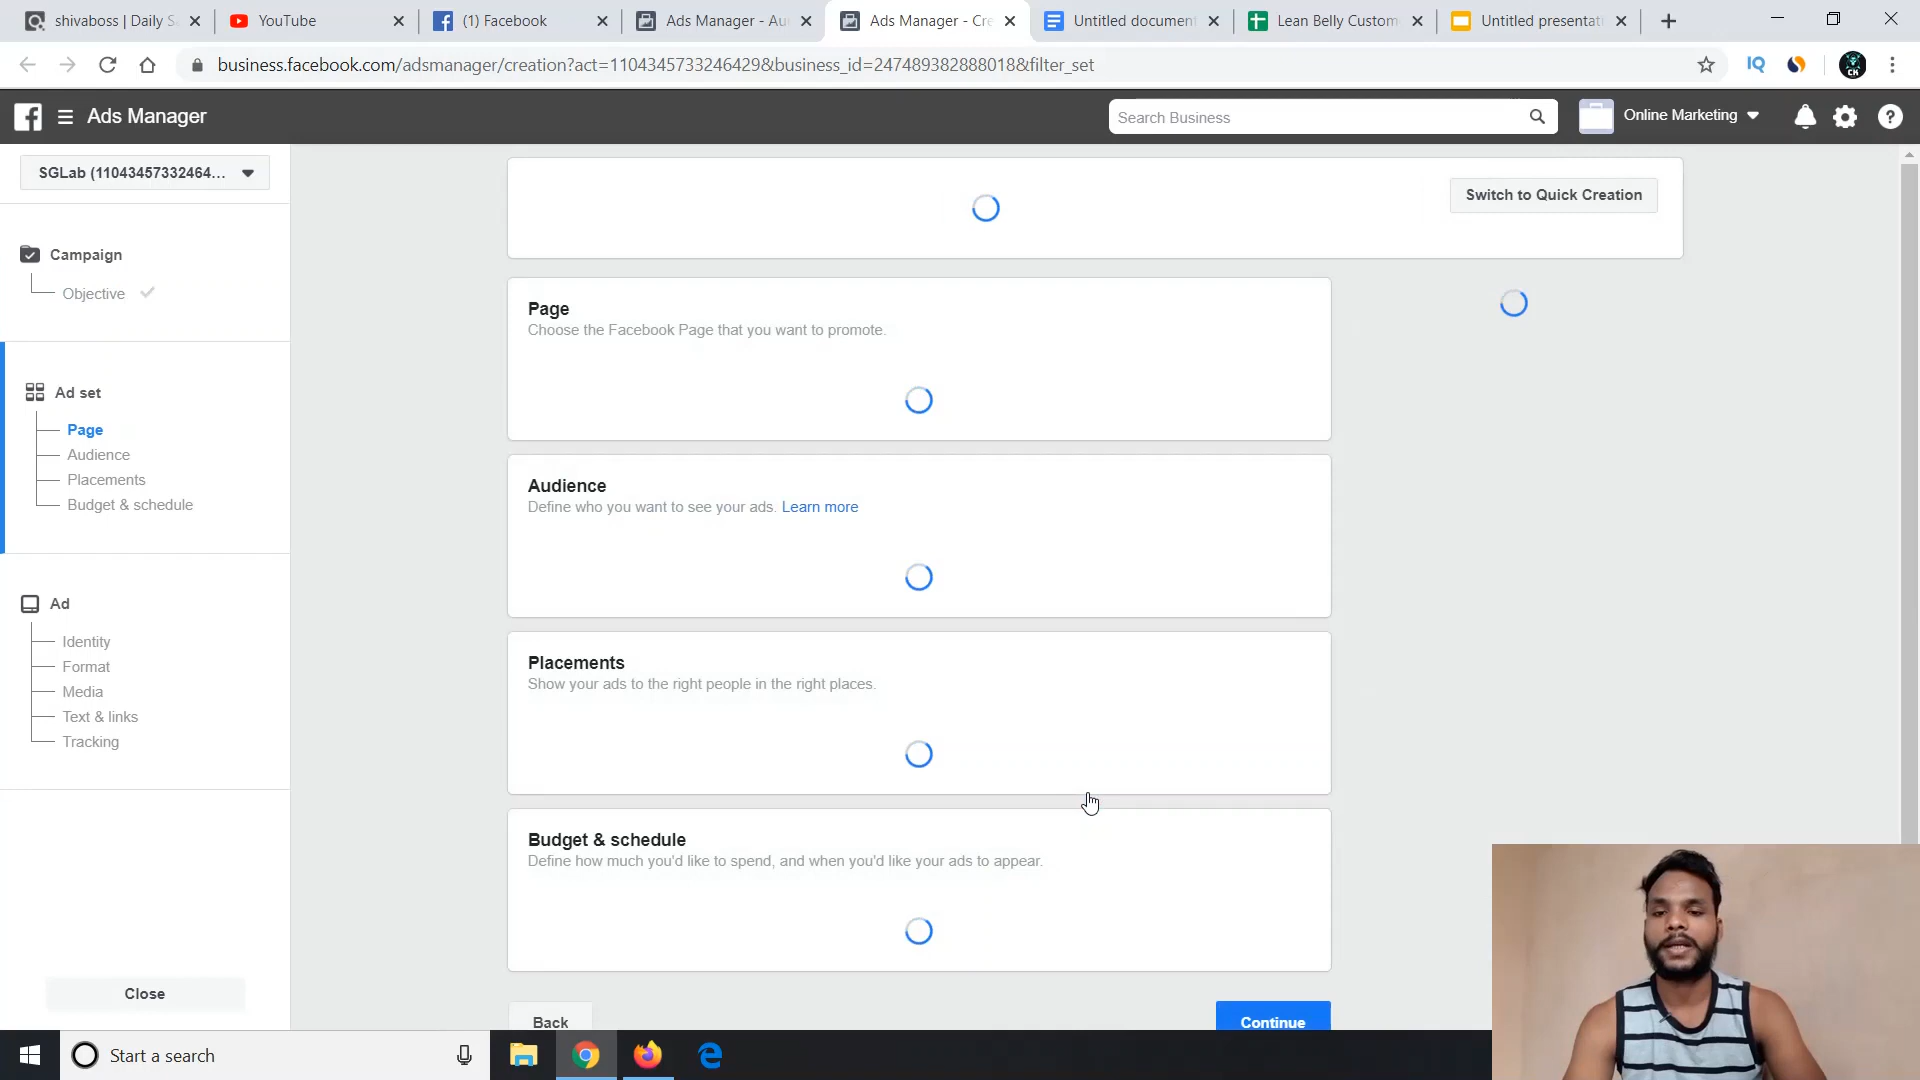 shivaboss | Daily S
YouTube
(1) Facebook
Ads Manager - Au
Ads Manager - Cre
Untitled document
Lean Belly Custom
Untitled presentat
business.facebook.com/adsmanager/creation?act=110434573324642​9&business_id=247489382888018&filter_set
IQ
CK
Ads Manager
Search Business
Online Marketing
SGLab (11043457332464...
Switch to Quick Creation
Campaign
Objective
Page
Choose the Facebook Page that you want to promote.
Ad set
Page
Audience
Placements
Budget & schedule
Audience
Define who you want to see your ads. Learn more
Ad
Identity
Format
Media
Text & links
Tracking
Placements
Show your ads to the right people in the right places.
Budget & schedule
Define how much you'd like to spend, and when you'd like your ads to appear.
Close
Back
Continue
Start a search